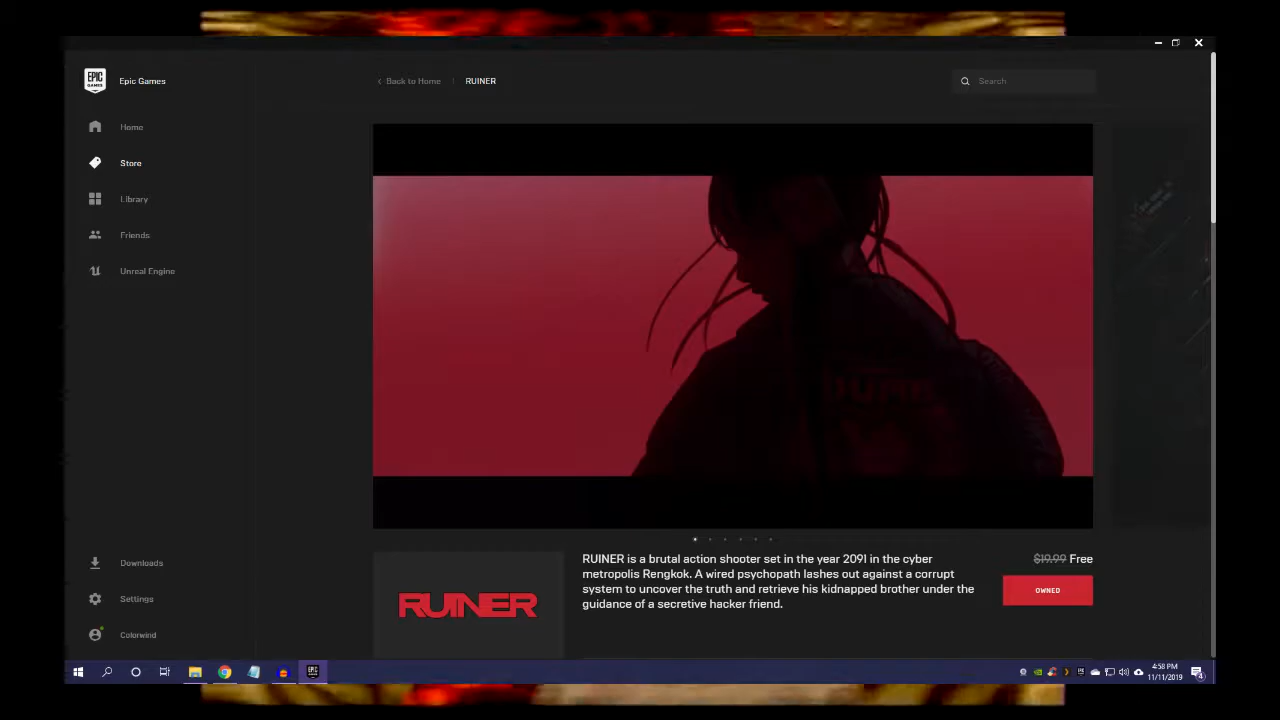 EPIC GAMES
Epic Games
Back to Home
RUINER
Search
Home
Store
Library
Friends
Unreal Engine
RUINER is a brutal action shooter set in the year 2091 in the cyber
metropolis Rengkok. A wired psychopath lashes out against a corrupt
system to uncover the truth and retrieve his kidnapped brother under the
guidance of a secretive hacker friend.
$19.99 Free
OWNED
RUINER
Downloads
Settings
Colorwind
4:58 PM
11/11/2019
4